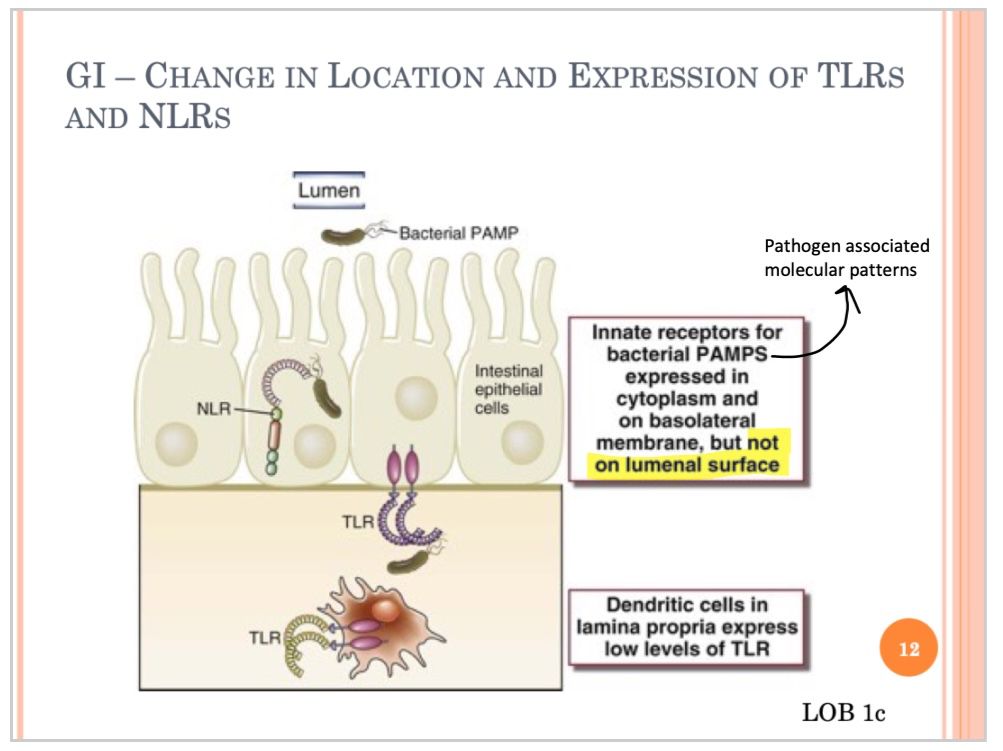 GI – CHANGE IN LOCATION AND EXPRESSION OF TLRS
AND NLRS
Lumen
Bacterial PAMP
Pathogen associated
molecular patterns
Innate receptors for
bacterial PAMPS
expressed in
cytoplasm and
on basolateral
membrane, but not
on lumenal surface
Intestinal
epithelial
cells
NLR
TLR
TLR
Dendritic cells in
lamina propria express
low levels of TLR
12
LOB 1c